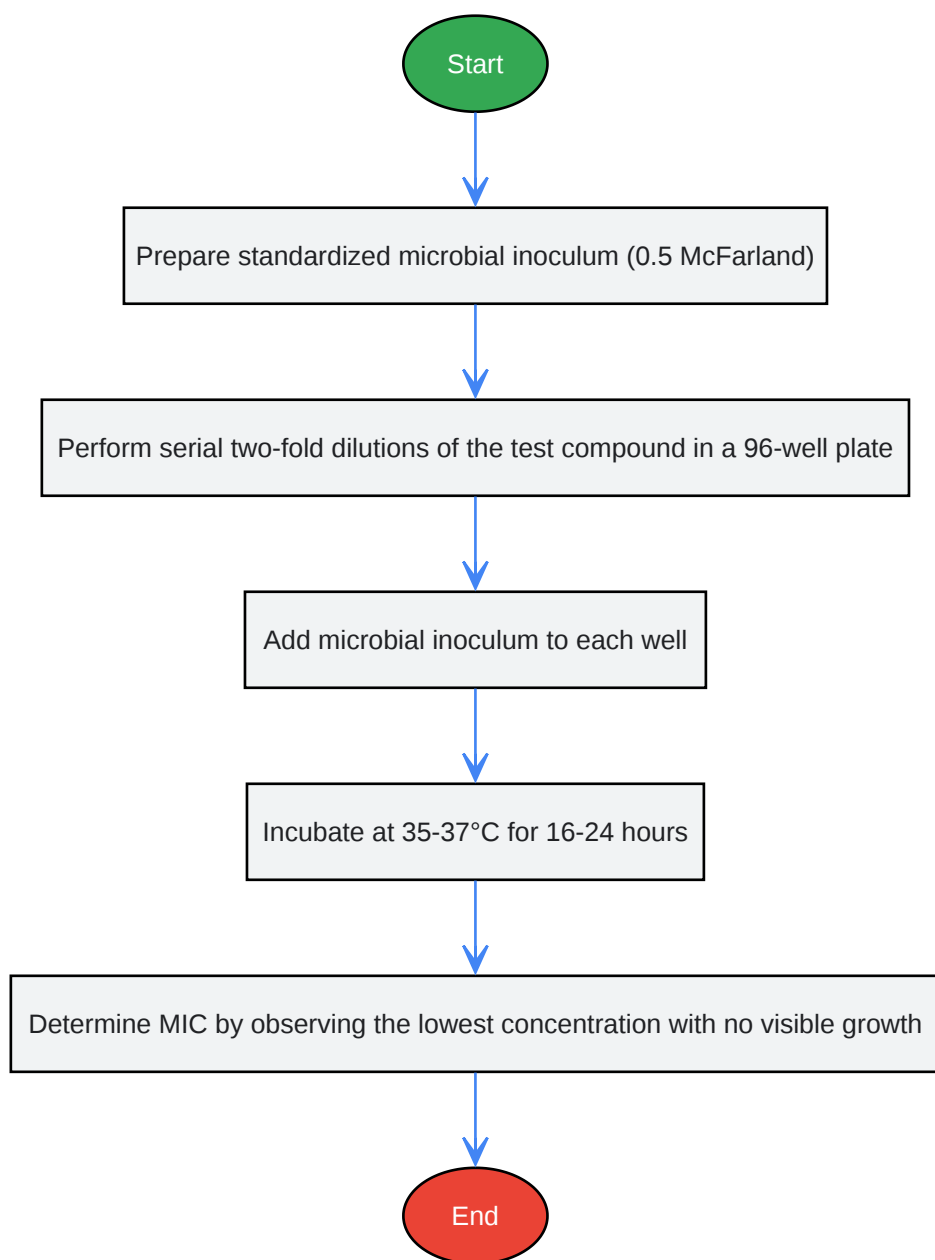 Start
Prepare standardized microbial inoculum (0.5 McFarland)
Perform serial two-fold dilutions of the test compound in a 96-well plate
Add microbial inoculum to each well
Incubate at 35-37°C for 16-24 hours
Determine MIC by observing the lowest concentration with no visible growth
End